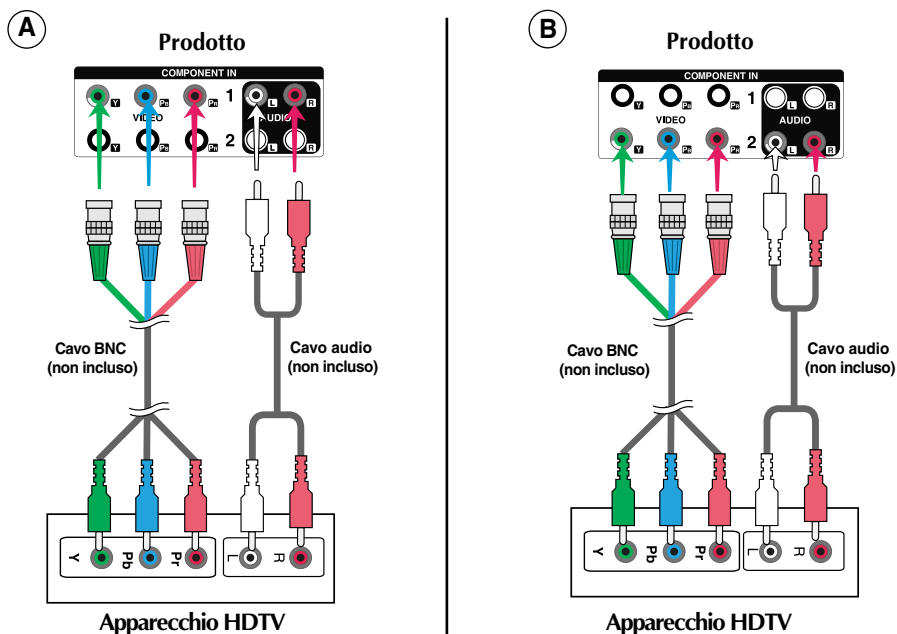 A
Prodotto
COMPONENT IN
Y PB PR 1 L R
VIDEO AUDIO
Y PB PR 2 L R
Cavo BNC
(non incluso)
Cavo audio
(non incluso)
Y Pb Pr L R
Apparecchio HDTV
B
Prodotto
COMPONENT IN
Y PB PR 1 L R
VIDEO AUDIO
Y PB PR 2 L R
Cavo BNC
(non incluso)
Cavo audio
(non incluso)
Y Pb Pr L R
Apparecchio HDTV